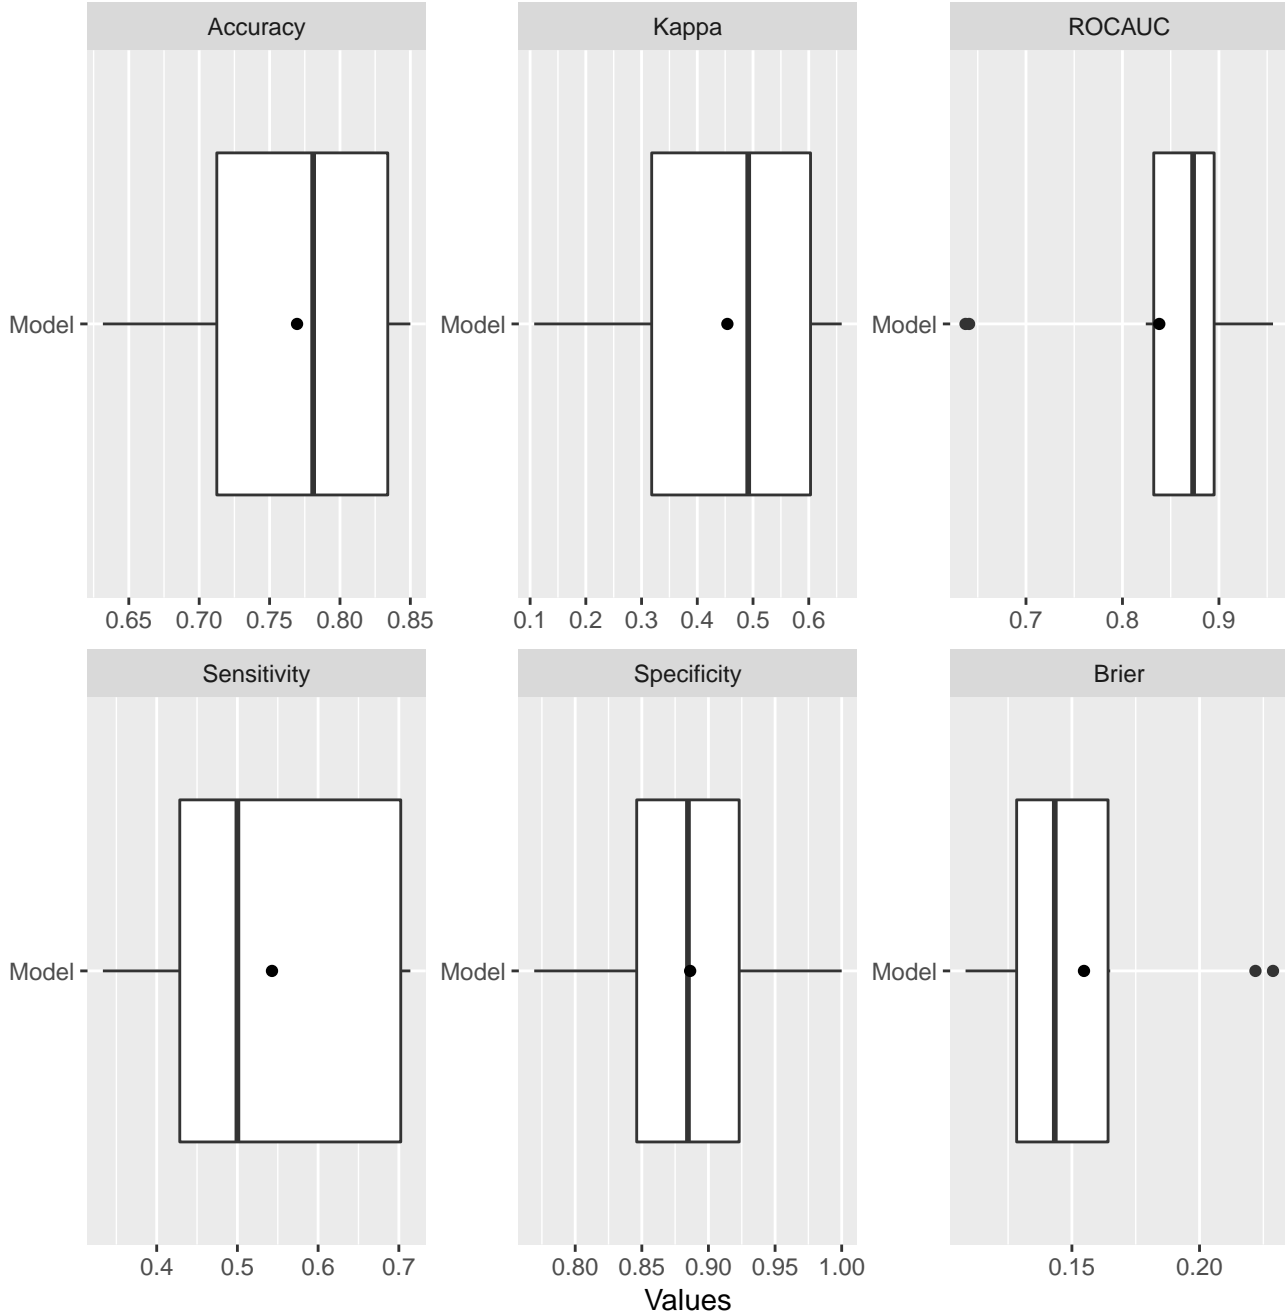 Accuracy Kappa ROCAUC
Model Model Model
0.65 0.70 0.75 0.80 0.85 0.1 0.2 0.3 0.4 0.5 0.6 0.7 0.8 0.9
Sensitivity Specificity Brier
Model Model Model
0.4 0.5 0.6 0.7 0.80 0.85 0.90 0.95 1.00 0.15 0.20
Values